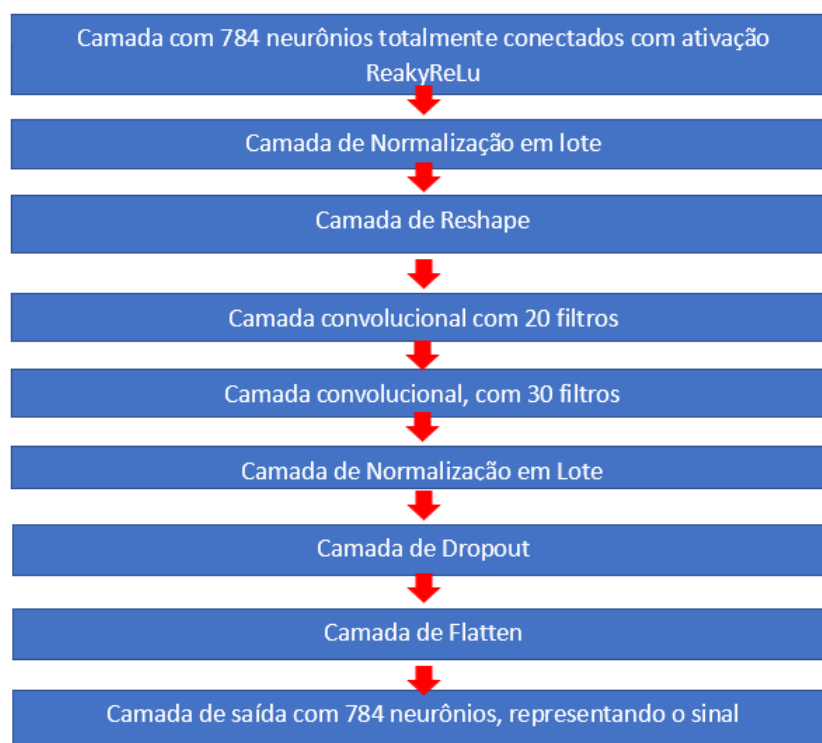 Camada com 784 neurônios totalmente conectados com ativação
ReakyReLu
Camada de Normalização em lote
Camada de Reshape
Camada convolucional com 20 filtros
Camada convolucional, com 30 filtros
Camada de Normalização em Lote
Camada de Dropout
Camada de Flatten
Camada de saída com 784 neurônios, representando o sinal